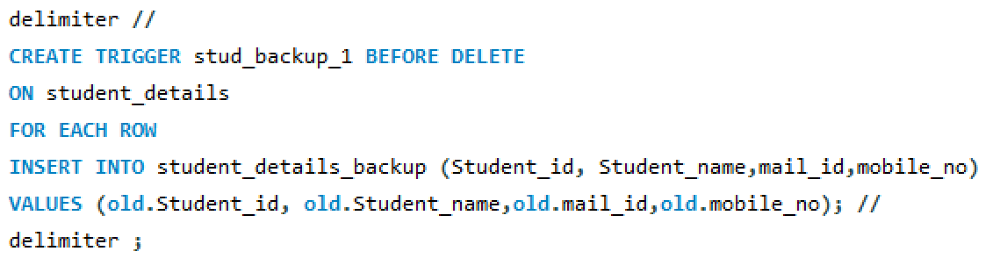 delimiter //
CREATE TRIGGER stud_backup_1 BEFORE DELETE
ON student_details
FOR EACH ROW
INSERT INTO student_details_backup (Student_id, Student_name,mail_id,mobile_no)
VALUES (old.Student_id, old.Student_name,old.mail_id,old.mobile_no); //
delimiter ;